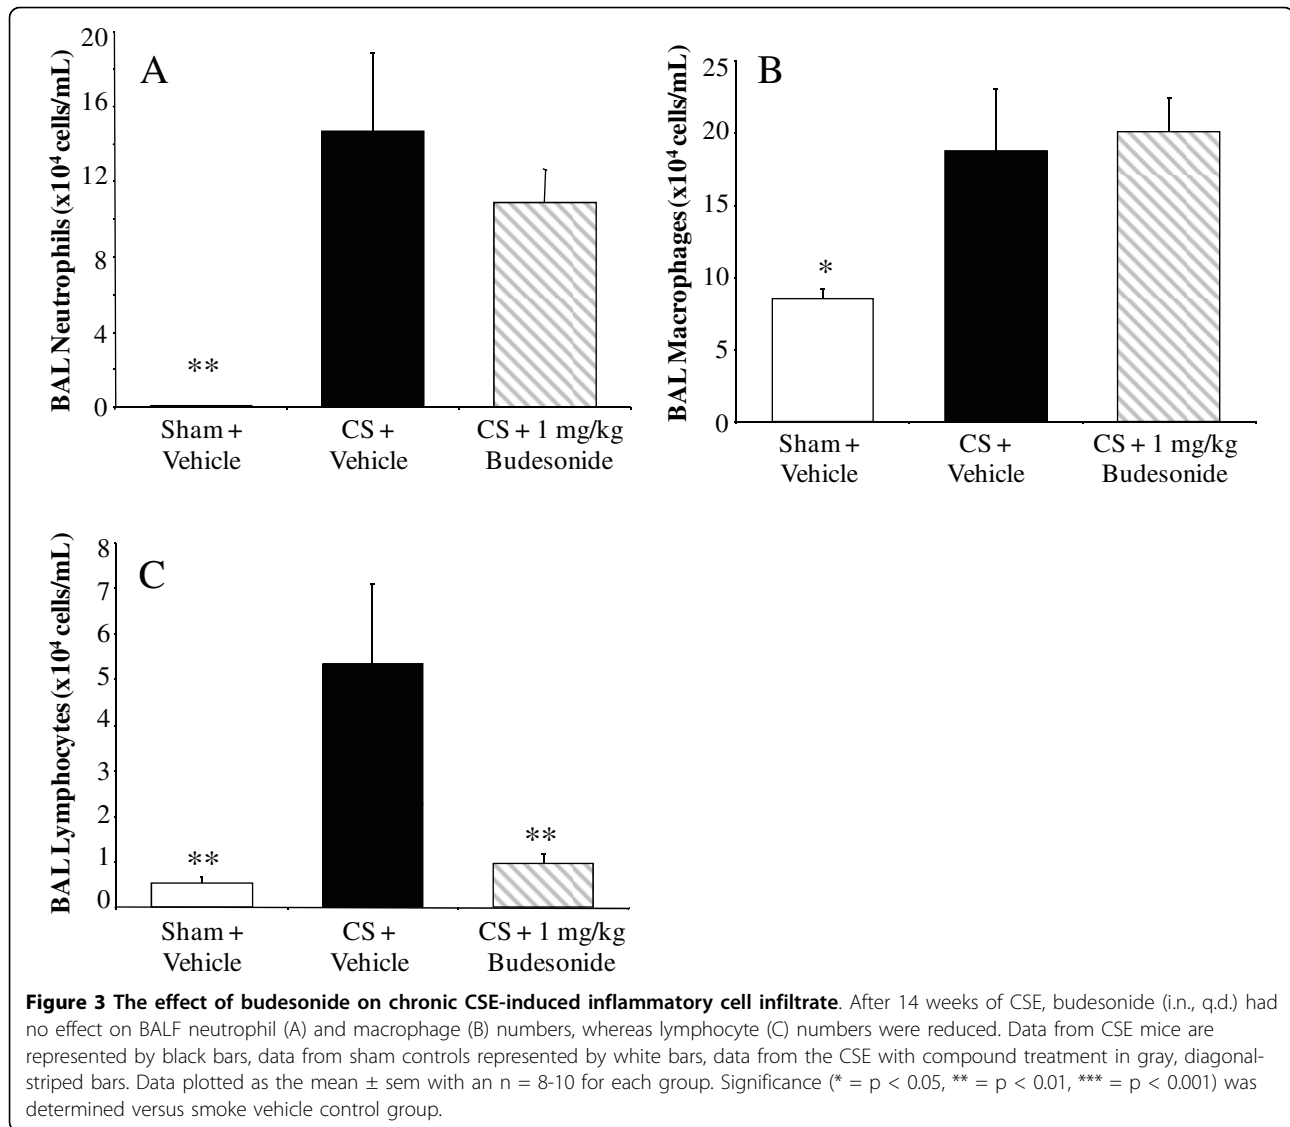 A
BAL Neutrophils (x10⁴ cells/mL)
20
16
12
8
4
0
**
Sham + Vehicle
CS + Vehicle
CS + 1 mg/kg Budesonide
B
BAL Macrophages (x10⁴ cells/mL)
25
20
15
10
5
0
*
Sham + Vehicle
CS + Vehicle
CS + 1 mg/kg Budesonide
C
BAL Lymphocytes (x10⁴ cells/mL)
8
7
6
5
4
3
2
1
0
**
**
Sham + Vehicle
CS + Vehicle
CS + 1 mg/kg Budesonide
Figure 3 The effect of budesonide on chronic CSE-induced inflammatory cell infiltrate. After 14 weeks of CSE, budesonide (i.n., q.d.) had
no effect on BALF neutrophil (A) and macrophage (B) numbers, whereas lymphocyte (C) numbers were reduced. Data from CSE mice are
represented by black bars, data from sham controls represented by white bars, data from the CSE with compound treatment in gray, diagonal-
striped bars. Data plotted as the mean ± sem with an n = 8-10 for each group. Significance (* = p < 0.05, ** = p < 0.01, *** = p < 0.001) was
determined versus smoke vehicle control group.